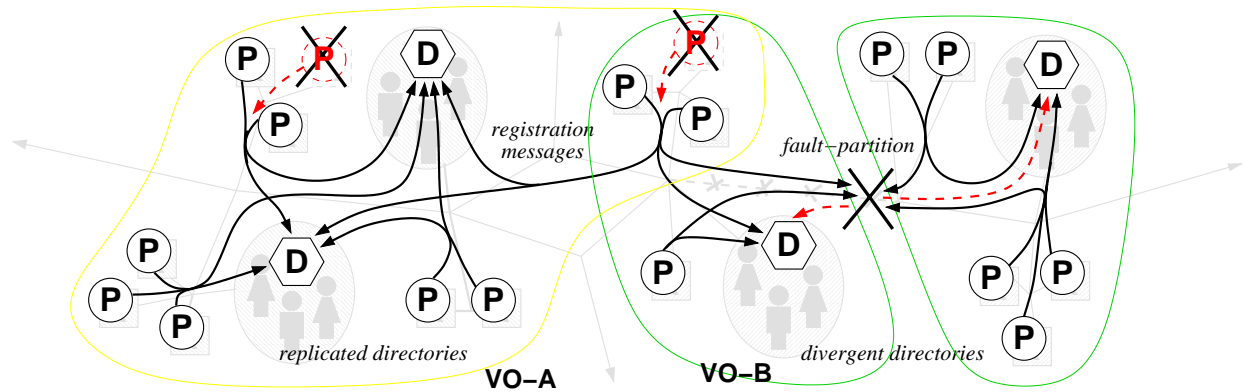 P
P
D
P
P
P
P
D
P
registration
messages
P
P
fault−partition
P
D
P
D
P
P
P
P
P
P
P
P
P
replicated directories
divergent directories
VO−A
VO−B